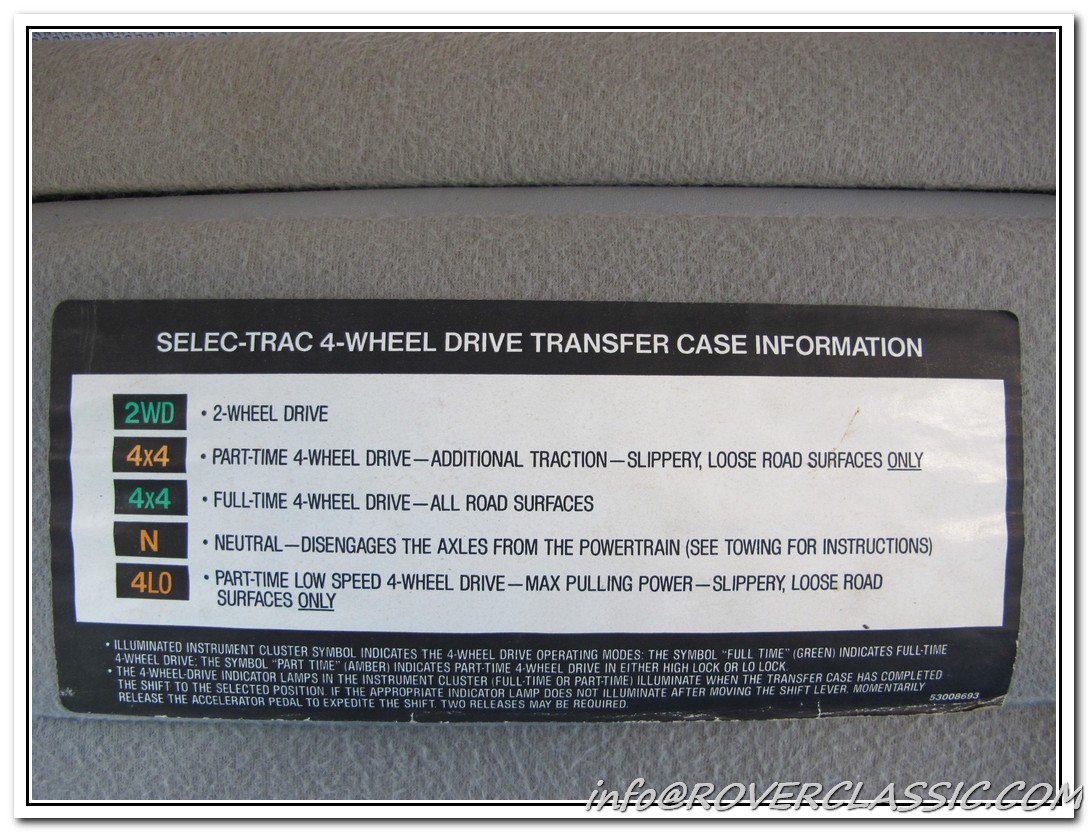 SELEC-TRAC 4-WHEEL DRIVE TRANSFER CASE INFORMATION
2WD • 2-WHEEL DRIVE
4x4 • PART-TIME 4-WHEEL DRIVE—ADDITIONAL TRACTION—SLIPPERY, LOOSE ROAD SURFACES ONLY
4x4 • FULL-TIME 4-WHEEL DRIVE—ALL ROAD SURFACES
N • NEUTRAL—DISENGAGES THE AXLES FROM THE POWERTRAIN (SEE TOWING FOR INSTRUCTIONS)
4LO • PART-TIME LOW SPEED 4-WHEEL DRIVE—MAX PULLING POWER—SLIPPERY, LOOSE ROAD
SURFACES ONLY
• ILLUMINATED INSTRUMENT CLUSTER SYMBOL INDICATES THE 4-WHEEL DRIVE OPERATING MODES: THE SYMBOL "FULL TIME" (GREEN) INDICATES FULL-TIME
4-WHEEL DRIVE; THE SYMBOL "PART TIME" (AMBER) INDICATES PART-TIME 4-WHEEL DRIVE IN EITHER HIGH LOCK OR LO LOCK.
• THE 4-WHEEL-DRIVE INDICATOR LAMPS IN THE INSTRUMENT CLUSTER (FULL-TIME OR PART-TIME) ILLUMINATE WHEN THE TRANSFER CASE HAS COMPLETED
THE SHIFT TO THE SELECTED POSITION. IF THE APPROPRIATE INDICATOR LAMP DOES NOT ILLUMINATE AFTER MOVING THE SHIFT LEVER, MOMENTARILY
RELEASE THE ACCELERATOR PEDAL TO EXPEDITE THE SHIFT. TWO RELEASES MAY BE REQUIRED.
53008693
info@ROVERCLASSIC.COM